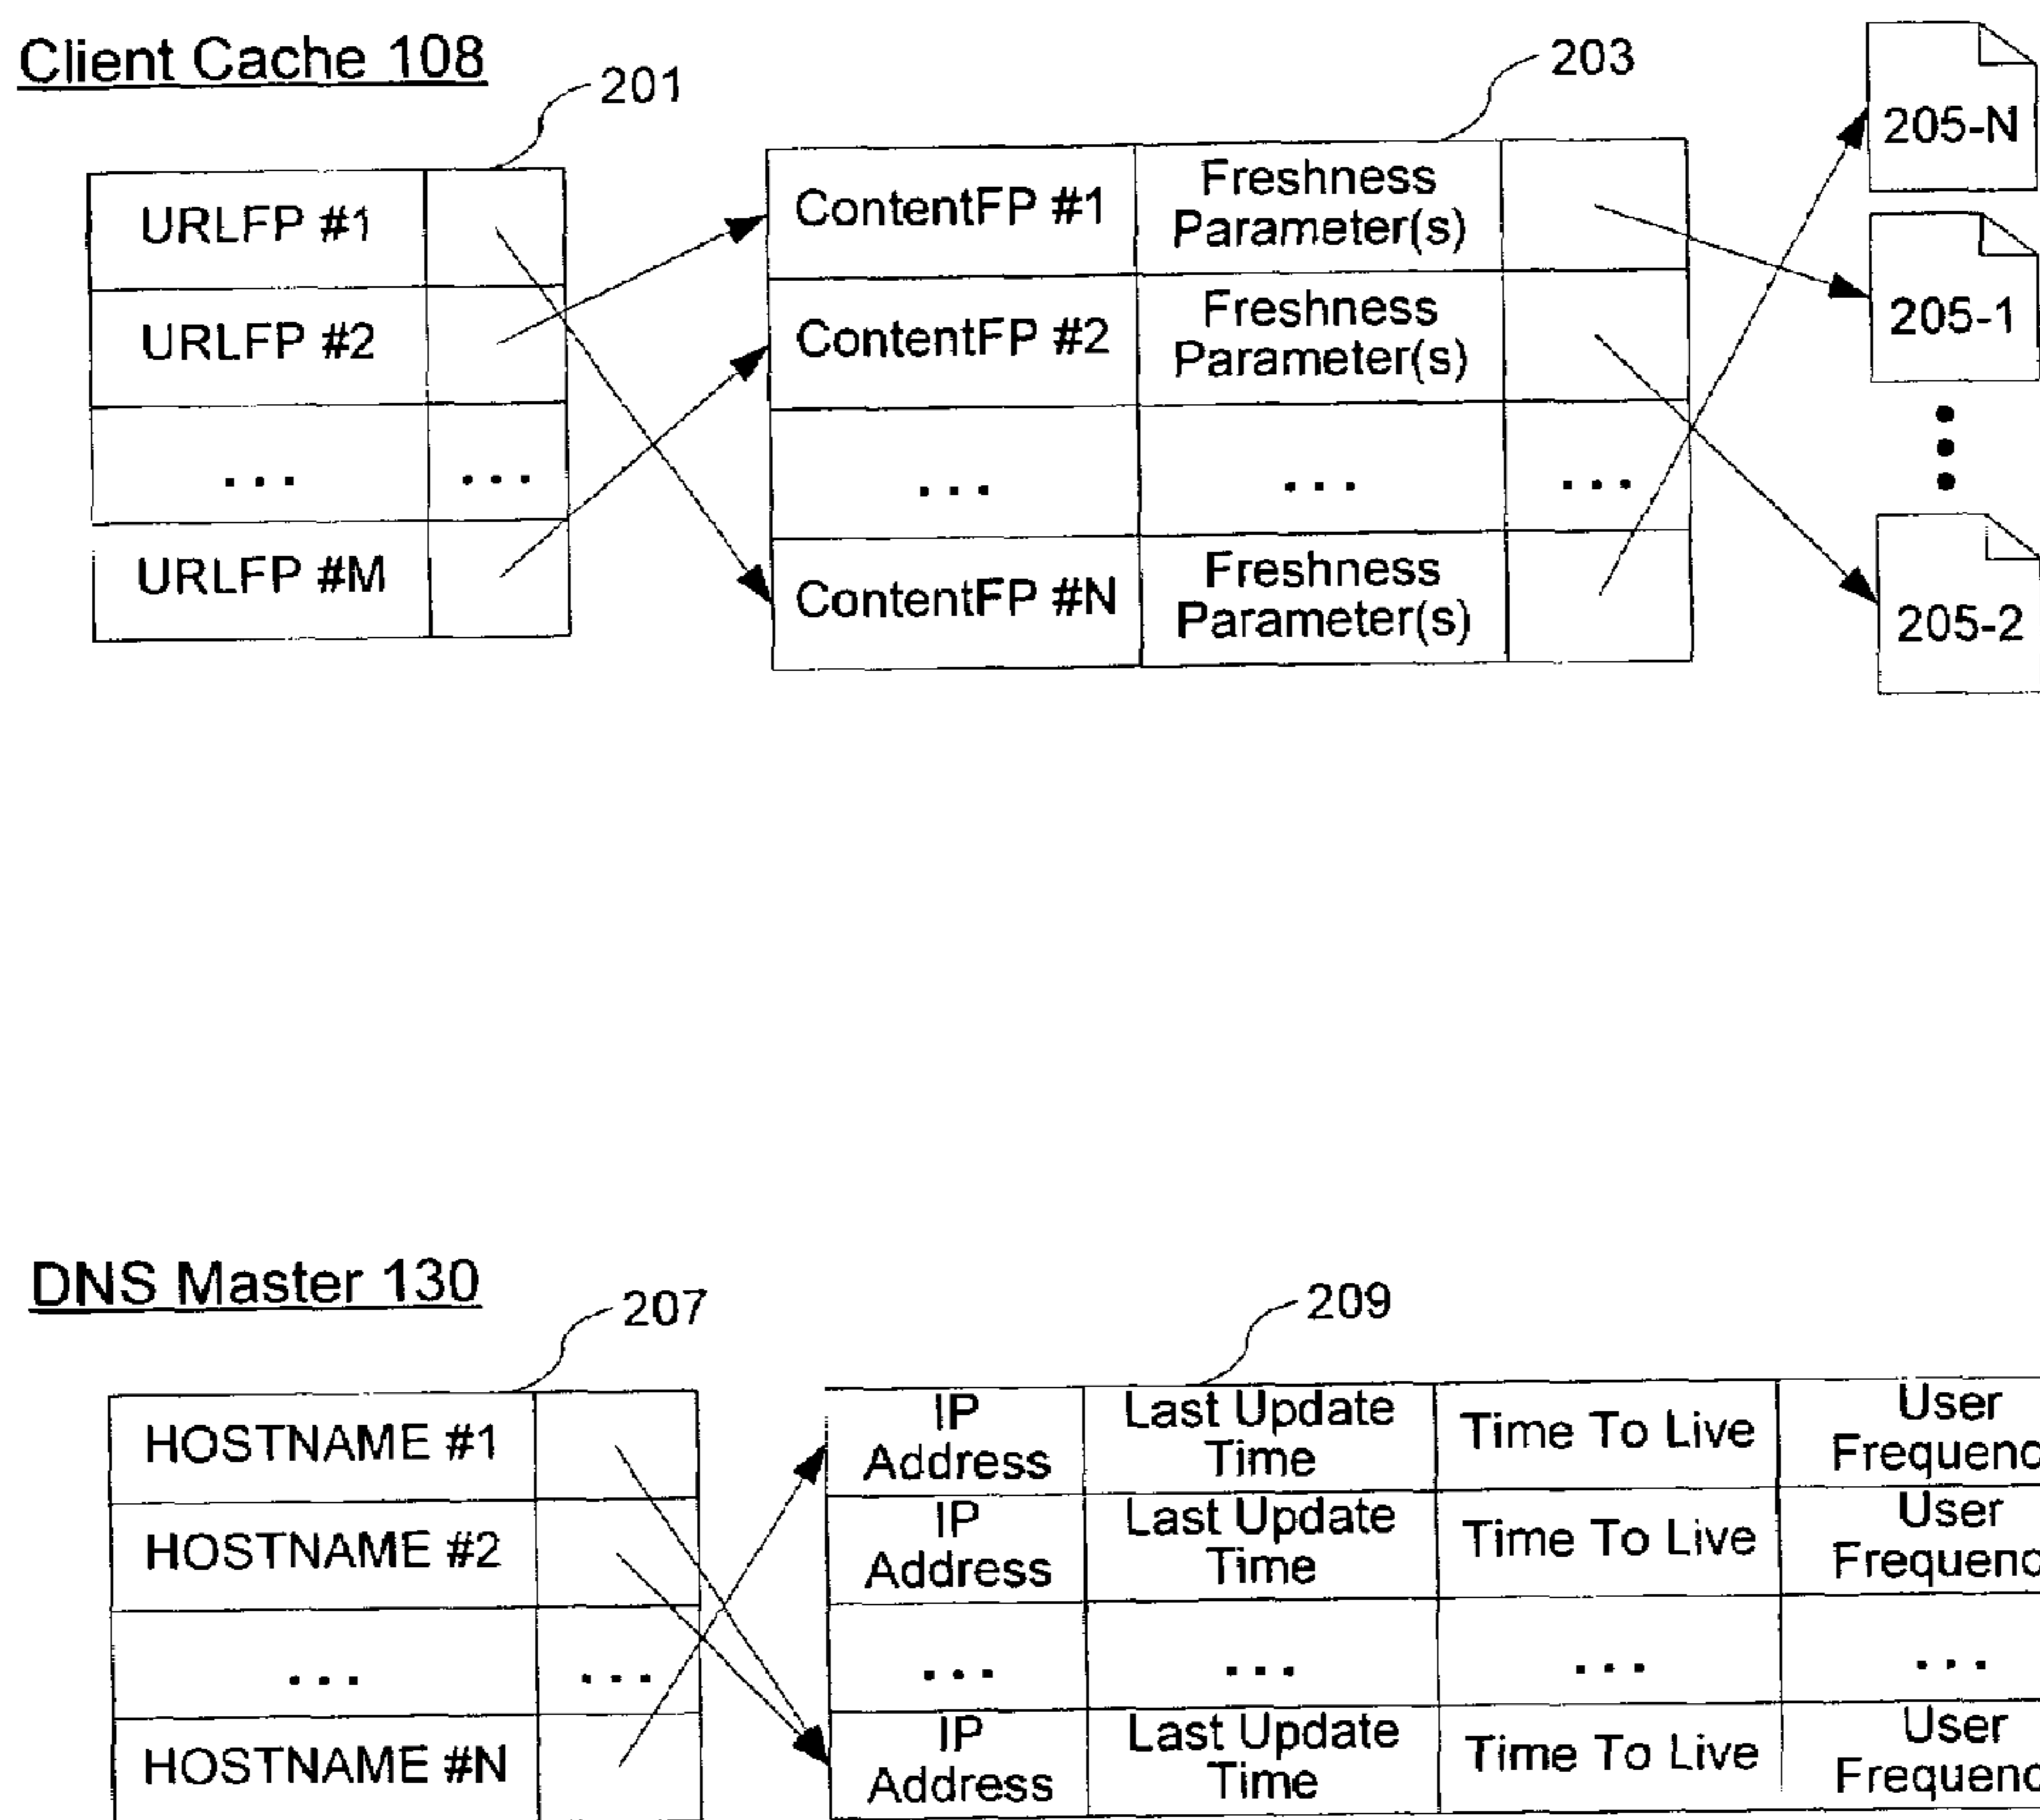 Client Cache 108
201
203
URLFP #1
URLFP #2
... ...
URLFP #M
ContentFP #1 Freshness Parameter(s)
ContentFP #2 Freshness Parameter(s)
... ... ...
ContentFP #N Freshness Parameter(s)
205-N
205-1
205-2
DNS Master 130
207
209
HOSTNAME #1
HOSTNAME #2
... ...
HOSTNAME #N
IP Address Last Update Time Time To Live User Frequenc
IP Address Last Update Time Time To Live User Frequenc
... ... ... ...
IP Address Last Update Time Time To Live User Frequenc